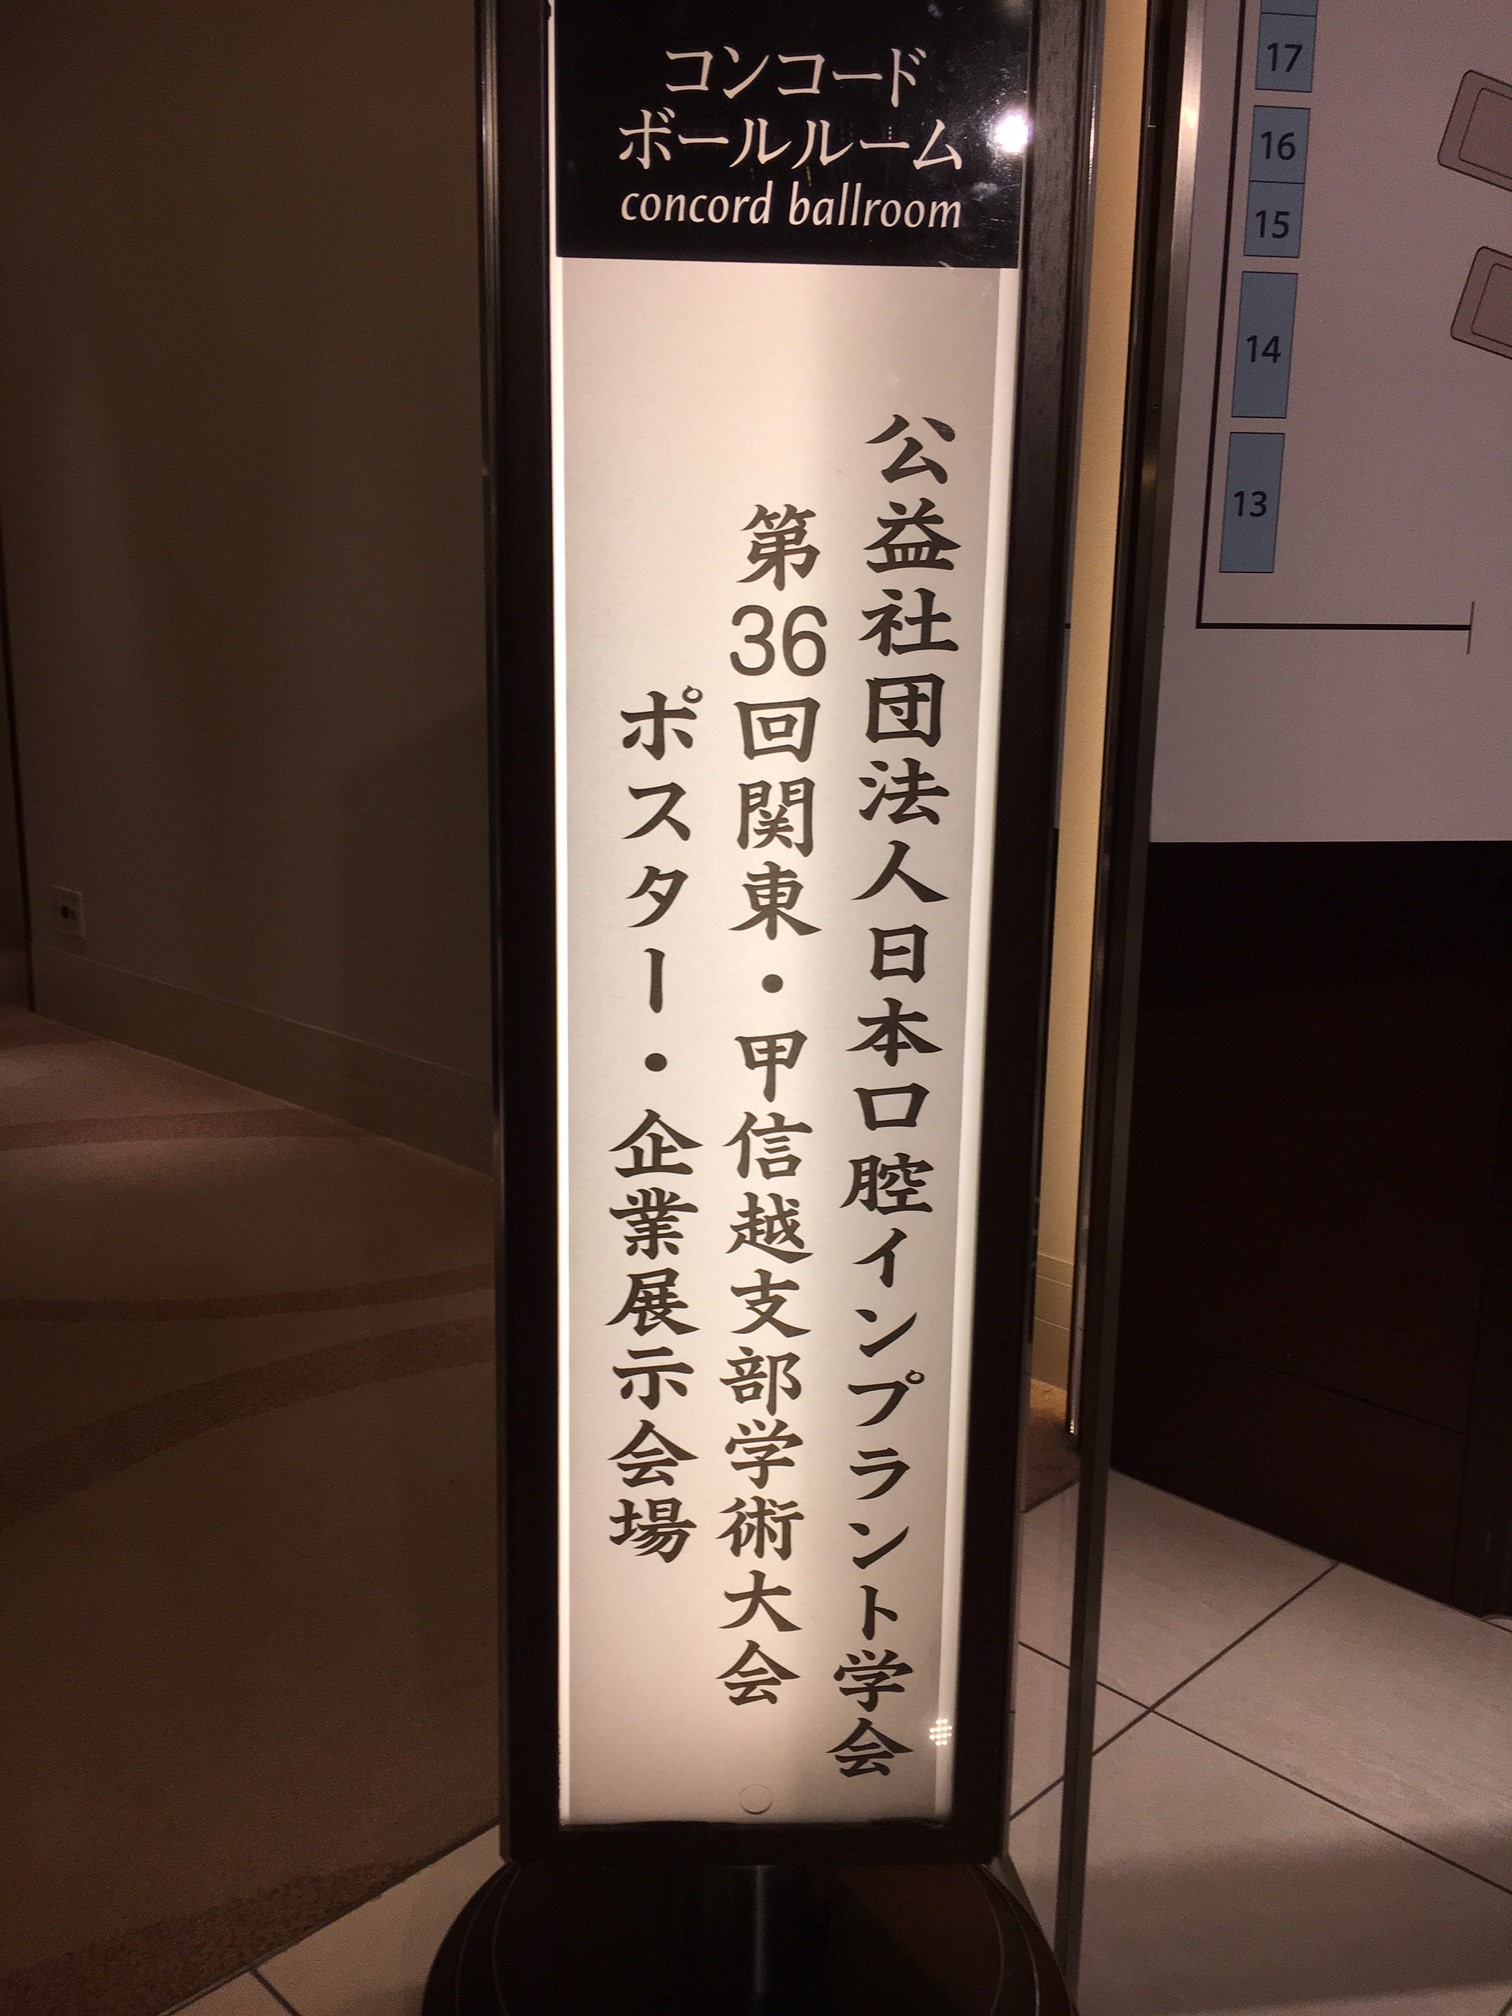 コンコード
ボールルーム
concord ballroom
公益社団法人日本口腔インプラント学会
第36回関東・甲信越支部学術大会
ポスター・企業展示会場
17
16
15
14
13